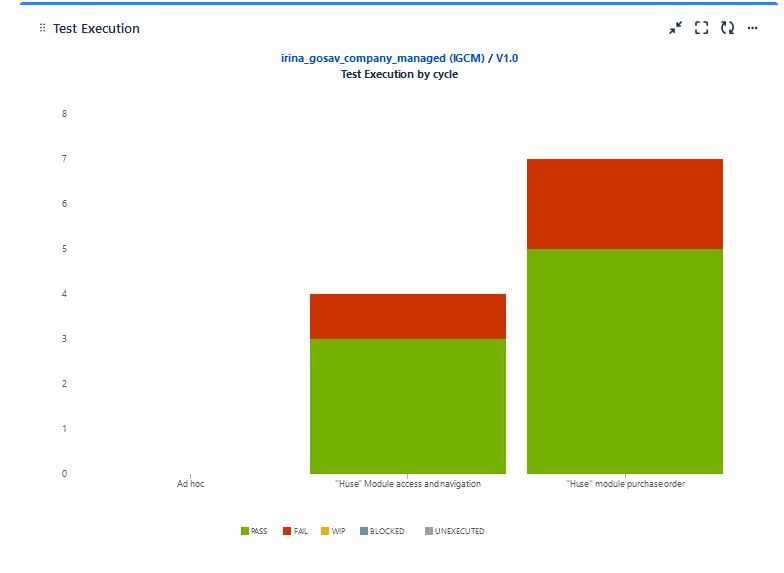 Test Execution
irina_gosav_company_managed (IGCM) / V1.0
Test Execution by cycle
8
7
6
5
4
3
2
1
0
Ad hoc "Huse" Module access and navigation "Huse" module purchase order
PASS FAIL WIP BLOCKED UNEXECUTED